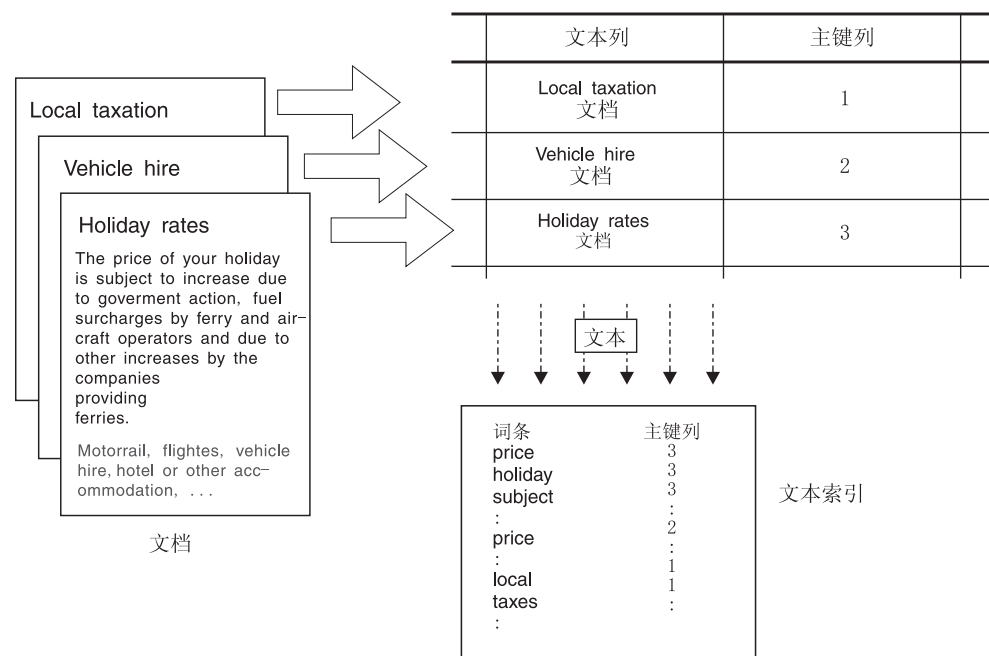 Local taxation
Vehicle hire
Holiday rates
The price of your holiday
is subject to increase due
to goverment action, fuel
surcharges by ferry and air-
craft operators and due to
other increases by the
companies
providing
ferries.
Motorrail, flightes, vehicle
hire, hotel or other acc-
ommodation, ...
文档
文本列 主键列
Local taxation
文档 1
Vehicle hire
文档 2
Holiday rates
文档 3
文本
词条 主键列
price 3
holiday 3
subject 3
: :
price 2
: :
local 1
taxes 1
: :
文本索引